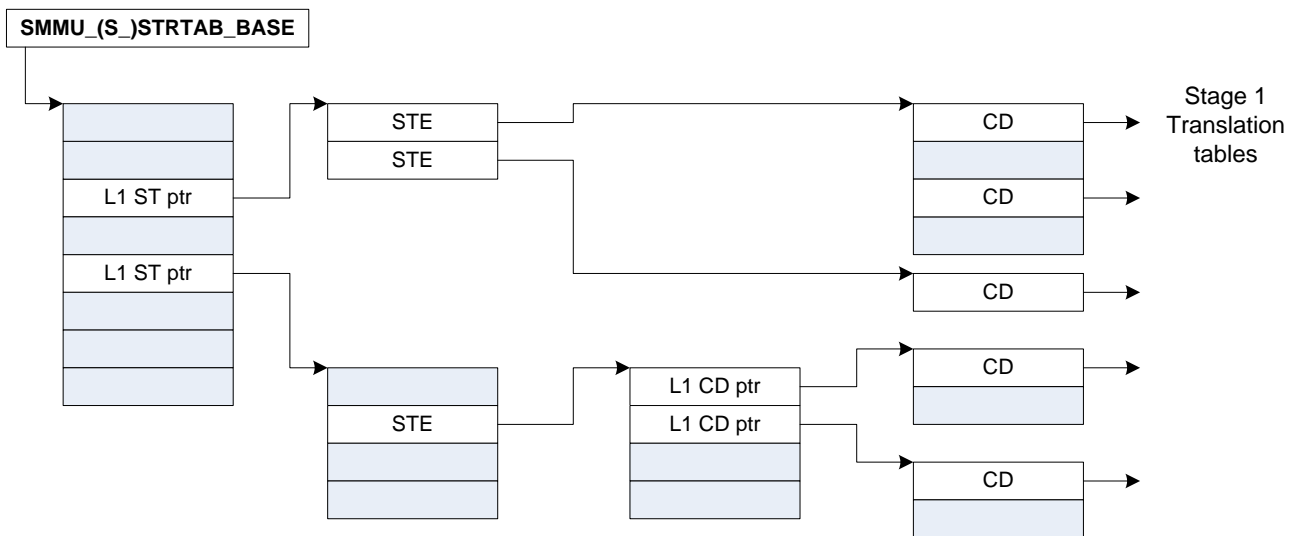 SMMU_(S_)STRTAB_BASE
L1 ST ptr
L1 ST ptr
STE
STE
STE
L1 CD ptr
L1 CD ptr
CD
CD
CD
CD
CD
Stage 1
Translation
tables